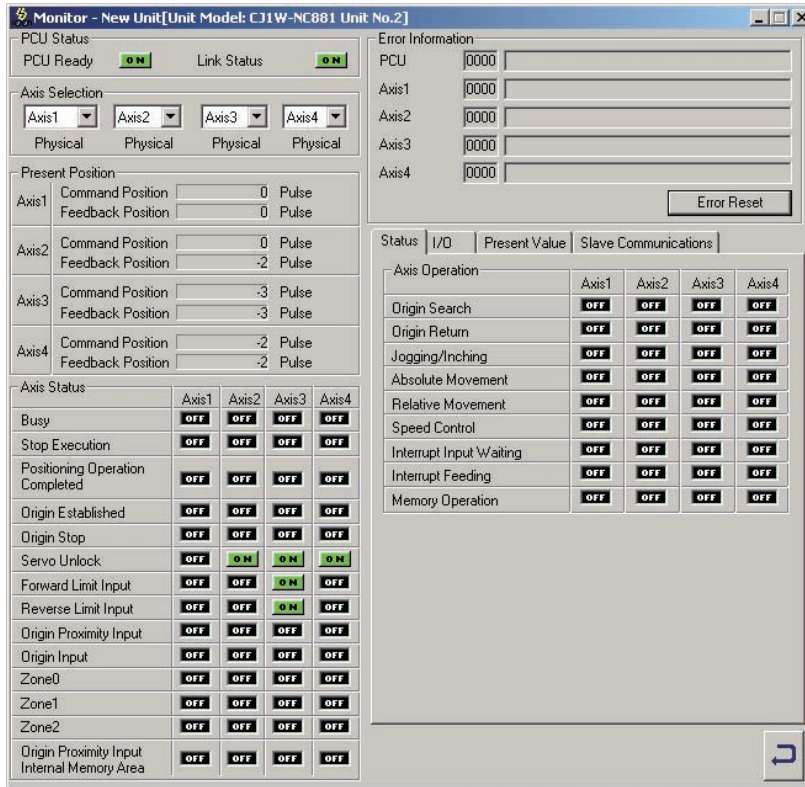 Monitor - New Unit[Unit Model: CJ1W-NC881 Unit No.2]
PCU Status
PCU Ready ON Link Status ON
Axis Selection
Axis1 Axis2 Axis3 Axis4
Physical Physical Physical Physical
Present Position
Axis1
Command Position 0 Pulse
Feedback Position 0 Pulse
Axis2
Command Position 0 Pulse
Feedback Position -2 Pulse
Axis3
Command Position -3 Pulse
Feedback Position -3 Pulse
Axis4
Command Position -2 Pulse
Feedback Position -2 Pulse
Axis Status
Axis1 Axis2 Axis3 Axis4
Busy OFF OFF OFF OFF
Stop Execution OFF OFF OFF OFF
Positioning Operation
Completed OFF OFF OFF OFF
Origin Established OFF OFF OFF OFF
Origin Stop OFF OFF OFF OFF
Servo Unlock OFF ON ON ON
Forward Limit Input OFF OFF ON OFF
Reverse Limit Input OFF OFF ON OFF
Origin Proximity Input OFF OFF OFF OFF
Origin Input OFF OFF OFF OFF
Zone0 OFF OFF OFF OFF
Zone1 OFF OFF OFF OFF
Zone2 OFF OFF OFF OFF
Origin Proximity Input
Internal Memory Area OFF OFF OFF OFF
Error Information
PCU 0000
Axis1 0000
Axis2 0000
Axis3 0000
Axis4 0000
Error Reset
Status I/O Present Value Slave Communications
Axis Operation
Axis1 Axis2 Axis3 Axis4
Origin Search OFF OFF OFF OFF
Origin Return OFF OFF OFF OFF
Jogging/Inching OFF OFF OFF OFF
Absolute Movement OFF OFF OFF OFF
Relative Movement OFF OFF OFF OFF
Speed Control OFF OFF OFF OFF
Interrupt Input Waiting OFF OFF OFF OFF
Interrupt Feeding OFF OFF OFF OFF
Memory Operation OFF OFF OFF OFF